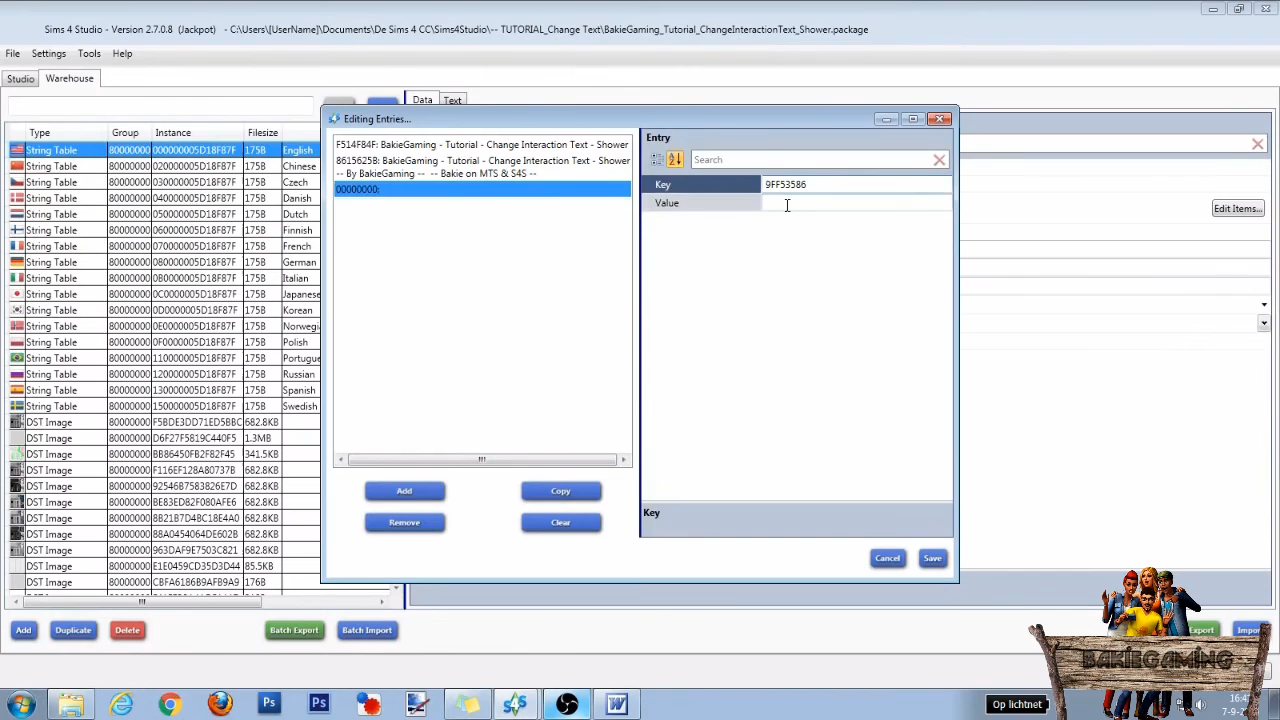 Sims 4 Studio - Version 2.7.0.8 (Jackpot) - C:\Users\[UserName]\Documents\De Sims 4 CC\Sims4Studio\-- TUTORIAL_Change Text\BakieGaming_Tutorial_ChangeInteractionText_Shower.package
File Settings Tools Help
Studio Warehouse
Data Text
Type Group Instance Filesize
String Table 80000000 000000005D18F87F 175B English
String Table 80000000 020000005D18F87F 175B Chinese
String Table 80000000 030000005D18F87F 175B Czech
String Table 80000000 040000005D18F87F 175B Danish
String Table 80000000 050000005D18F87F 175B Dutch
String Table 80000000 060000005D18F87F 175B Finnish
String Table 80000000 070000005D18F87F 175B French
String Table 80000000 080000005D18F87F 175B German
String Table 80000000 0B0000005D18F87F 175B Italian
String Table 80000000 0C0000005D18F87F 175B Japanese
String Table 80000000 0D0000005D18F87F 175B Korean
String Table 80000000 0E0000005D18F87F 175B Norwegi
String Table 80000000 0F0000005D18F87F 175B Polish
String Table 80000000 110000005D18F87F 175B Portugue
String Table 80000000 120000005D18F87F 175B Russian
String Table 80000000 130000005D18F87F 175B Spanish
String Table 80000000 150000005D18F87F 175B Swedish
DST Image 80000000 F5BDE3DD71ED5BBC 682.8KB
DST Image 80000000 D6F27F5819C440F5 1.3MB
DST Image 80000000 BB86450FB2F82F45 341.5KB
DST Image 80000000 F116EF128A80737B 682.8KB
DST Image 80000000 92546B7583826E7D 682.8KB
DST Image 80000000 BE83ED82F080AFE6 682.8KB
DST Image 80000000 8B21B7D4BC18E4A0 682.8KB
DST Image 80000000 88A0454064DE602B 682.8KB
DST Image 80000000 963DAF9E7503C821 682.8KB
DST Image 80000000 E1E0459CD35D3D44 85.5KB
DST Image 80000000 CBFA6186B9AFB9A9 176B
Add Duplicate Delete Batch Export Batch Import
Editing Entries...
F514F84F: BakieGaming - Tutorial - Change Interaction Text - Shower
8615625B: BakieGaming - Tutorial - Change Interaction Text - Shower
-- By BakieGaming -- -- Bakie on MTS & S4S --
00000000:
Add Copy
Remove Clear
Entry
Search
Key 9FF53586
Value
Key
Cancel Save
Edit Items...
Export Impor
BAKIEGAMING
Op lichtnet
7-9-2